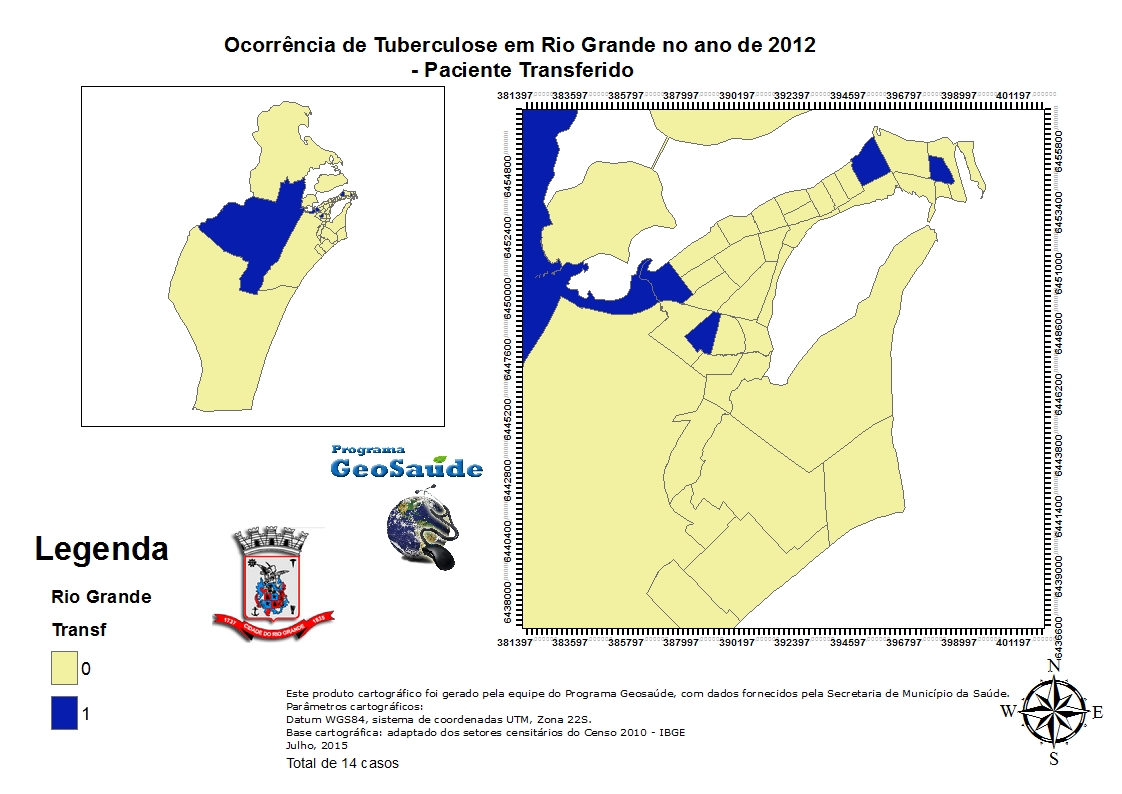 Ocorrência de Tuberculose em Rio Grande no ano de 2012
- Paciente Transferido
381397 383597 385797 387997 390197 392397 394597 396797 398997 401197
6454800
6452400
6450000
6447600
6445200
6442800
6440400
6438000
6455800
6453400
6451000
6448600
6446200
6443800
6441400
6439000
6436600
381397 383597 385797 387997 390197 392397 394597 396797 398997 401197
Programa
GeoSaúde
Legenda
Rio Grande
Transf
0
1
1737 CIDADE DO RIO GRANDE 1835
Este produto cartográfico foi gerado pela equipe do Programa Geosaúde, com dados fornecidos pela Secretaria de Município da Saúde.
Parâmetros cartográficos:
Datum WGS84, sistema de coordenadas UTM, Zona 22S.
Base cartográfica: adaptado dos setores censitários do Censo 2010 - IBGE
Julho, 2015
Total de 14 casos
N
W E
S